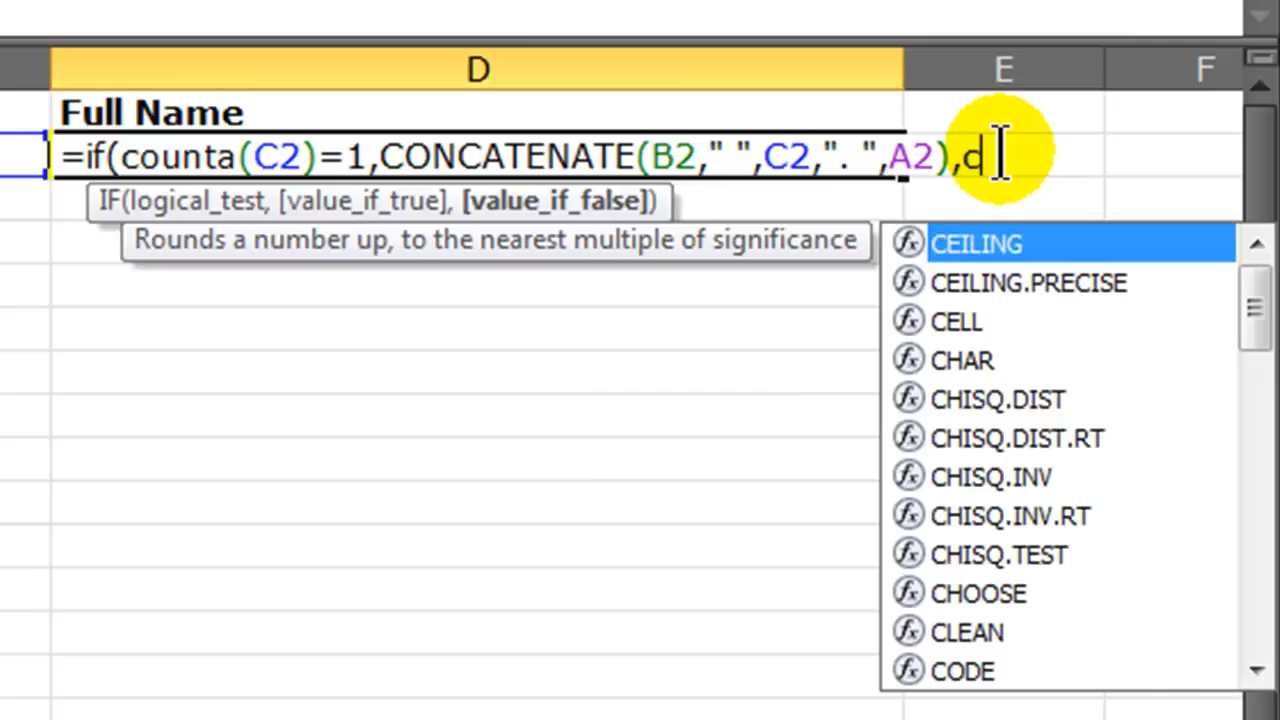 D E F
Full Name
=if(counta(C2)=1,CONCATENATE(B2," ",C2,". ",A2),c
IF(logical_test, [value_if_true], [value_if_false])
Rounds a number up, to the nearest multiple of significance
CEILING
CEILING.PRECISE
CELL
CHAR
CHISQ.DIST
CHISQ.DIST.RT
CHISQ.INV
CHISQ.INV.RT
CHISQ.TEST
CHOOSE
CLEAN
CODE